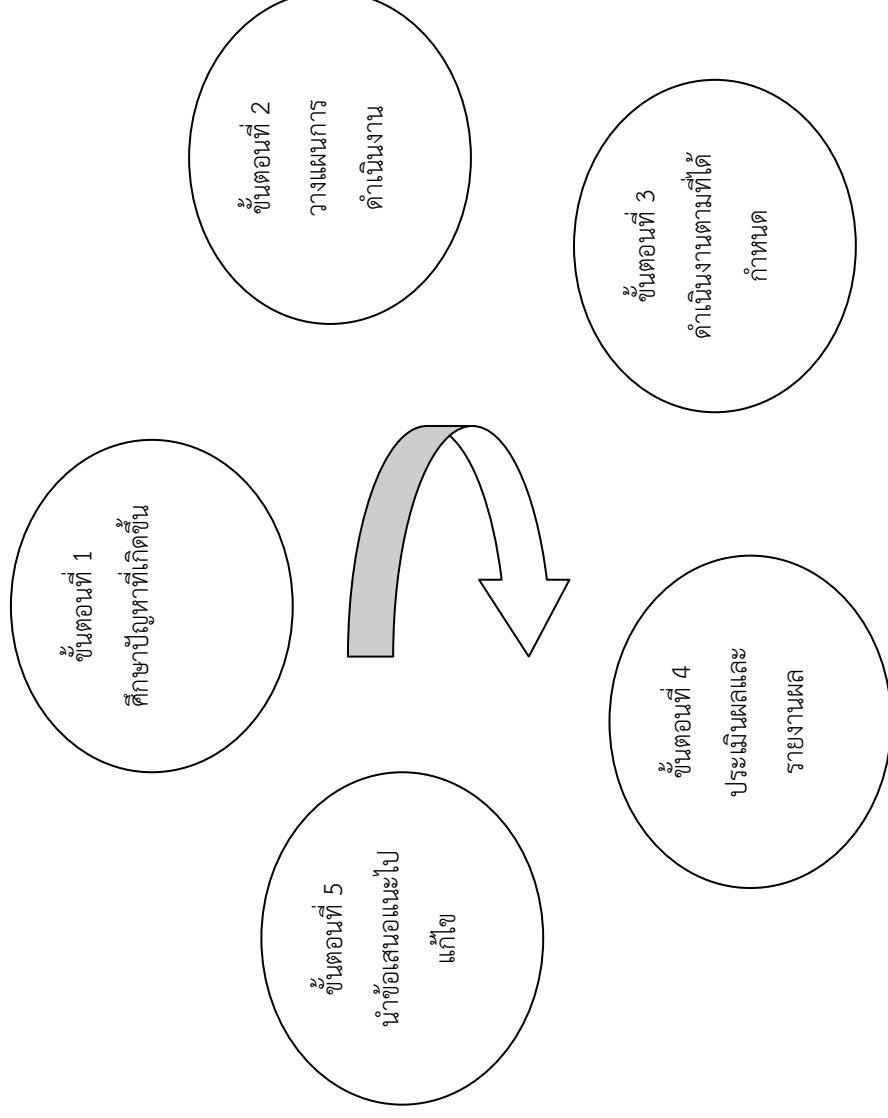 ขั้นตอนที่ 1
ศึกษาปัญหาที่เกิดขึ้น
ขั้นตอนที่ 2
วางแผนการ
ดำเนินงาน
ขั้นตอนที่ 3
ดำเนินงานตามที่ได้
กำหนด
ขั้นตอนที่ 4
ประเมินผลและ
รายงานผล
ขั้นตอนที่ 5
นำข้อเสนอแนะไป
แก้ไข